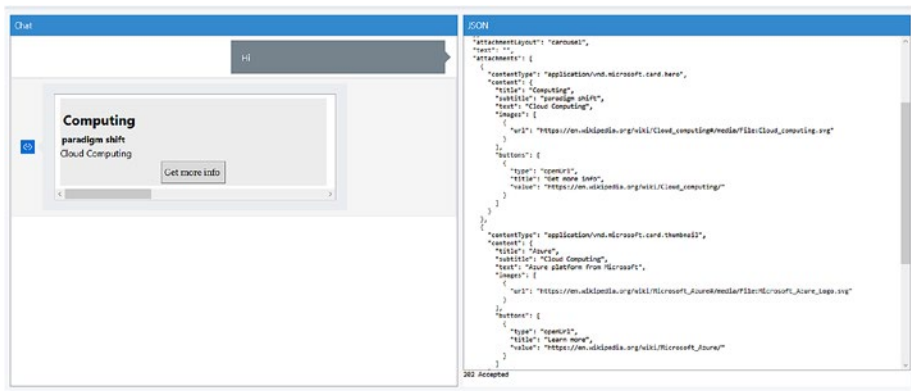 Chat
Hi
Computing
paradigm shift
Cloud Computing
Get more info
JSON
"attachmentLayout": "carousel",
"text": "",
"attachments": [
{
"contentType": "application/vnd.microsoft.card.hero",
"content": {
"title": "Computing",
"subtitle": "paradigm shift",
"text": "Cloud Computing",
"images": [
{
"url": "https://en.wikipedia.org/wiki/Cloud_computing#/media/File:Cloud_computing.svg"
}
],
"buttons": [
{
"type": "openUrl",
"title": "Get more info",
"value": "https://en.wikipedia.org/wiki/Cloud_computing/"
}
]
}
},
{
"contentType": "application/vnd.microsoft.card.thumbnail",
"content": {
"title": "Azure",
"subtitle": "Cloud Computing",
"text": "Azure platform from Microsoft",
"images": [
{
"url": "https://en.wikipedia.org/wiki/Microsoft_Azure#/media/File:Microsoft_Azure_Logo.svg"
}
],
"buttons": [
{
"type": "openUrl",
"title": "Learn more",
"value": "https://en.wikipedia.org/wiki/Microsoft_Azure/"
}
]
202 Accepted